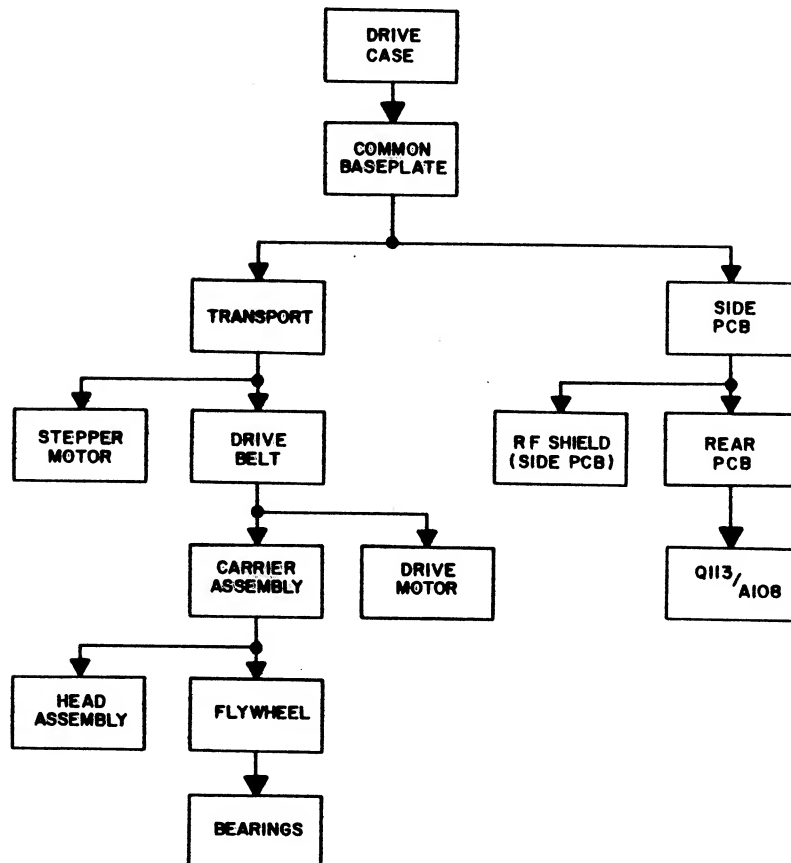 DRIVE
CASE
COMMON
BASEPLATE
TRANSPORT
SIDE
PCB
STEPPER
MOTOR
DRIVE
BELT
RF SHIELD
(SIDE PCB)
REAR
PCB
CARRIER
ASSEMBLY
DRIVE
MOTOR
Q113/A108
HEAD
ASSEMBLY
FLYWHEEL
BEARINGS